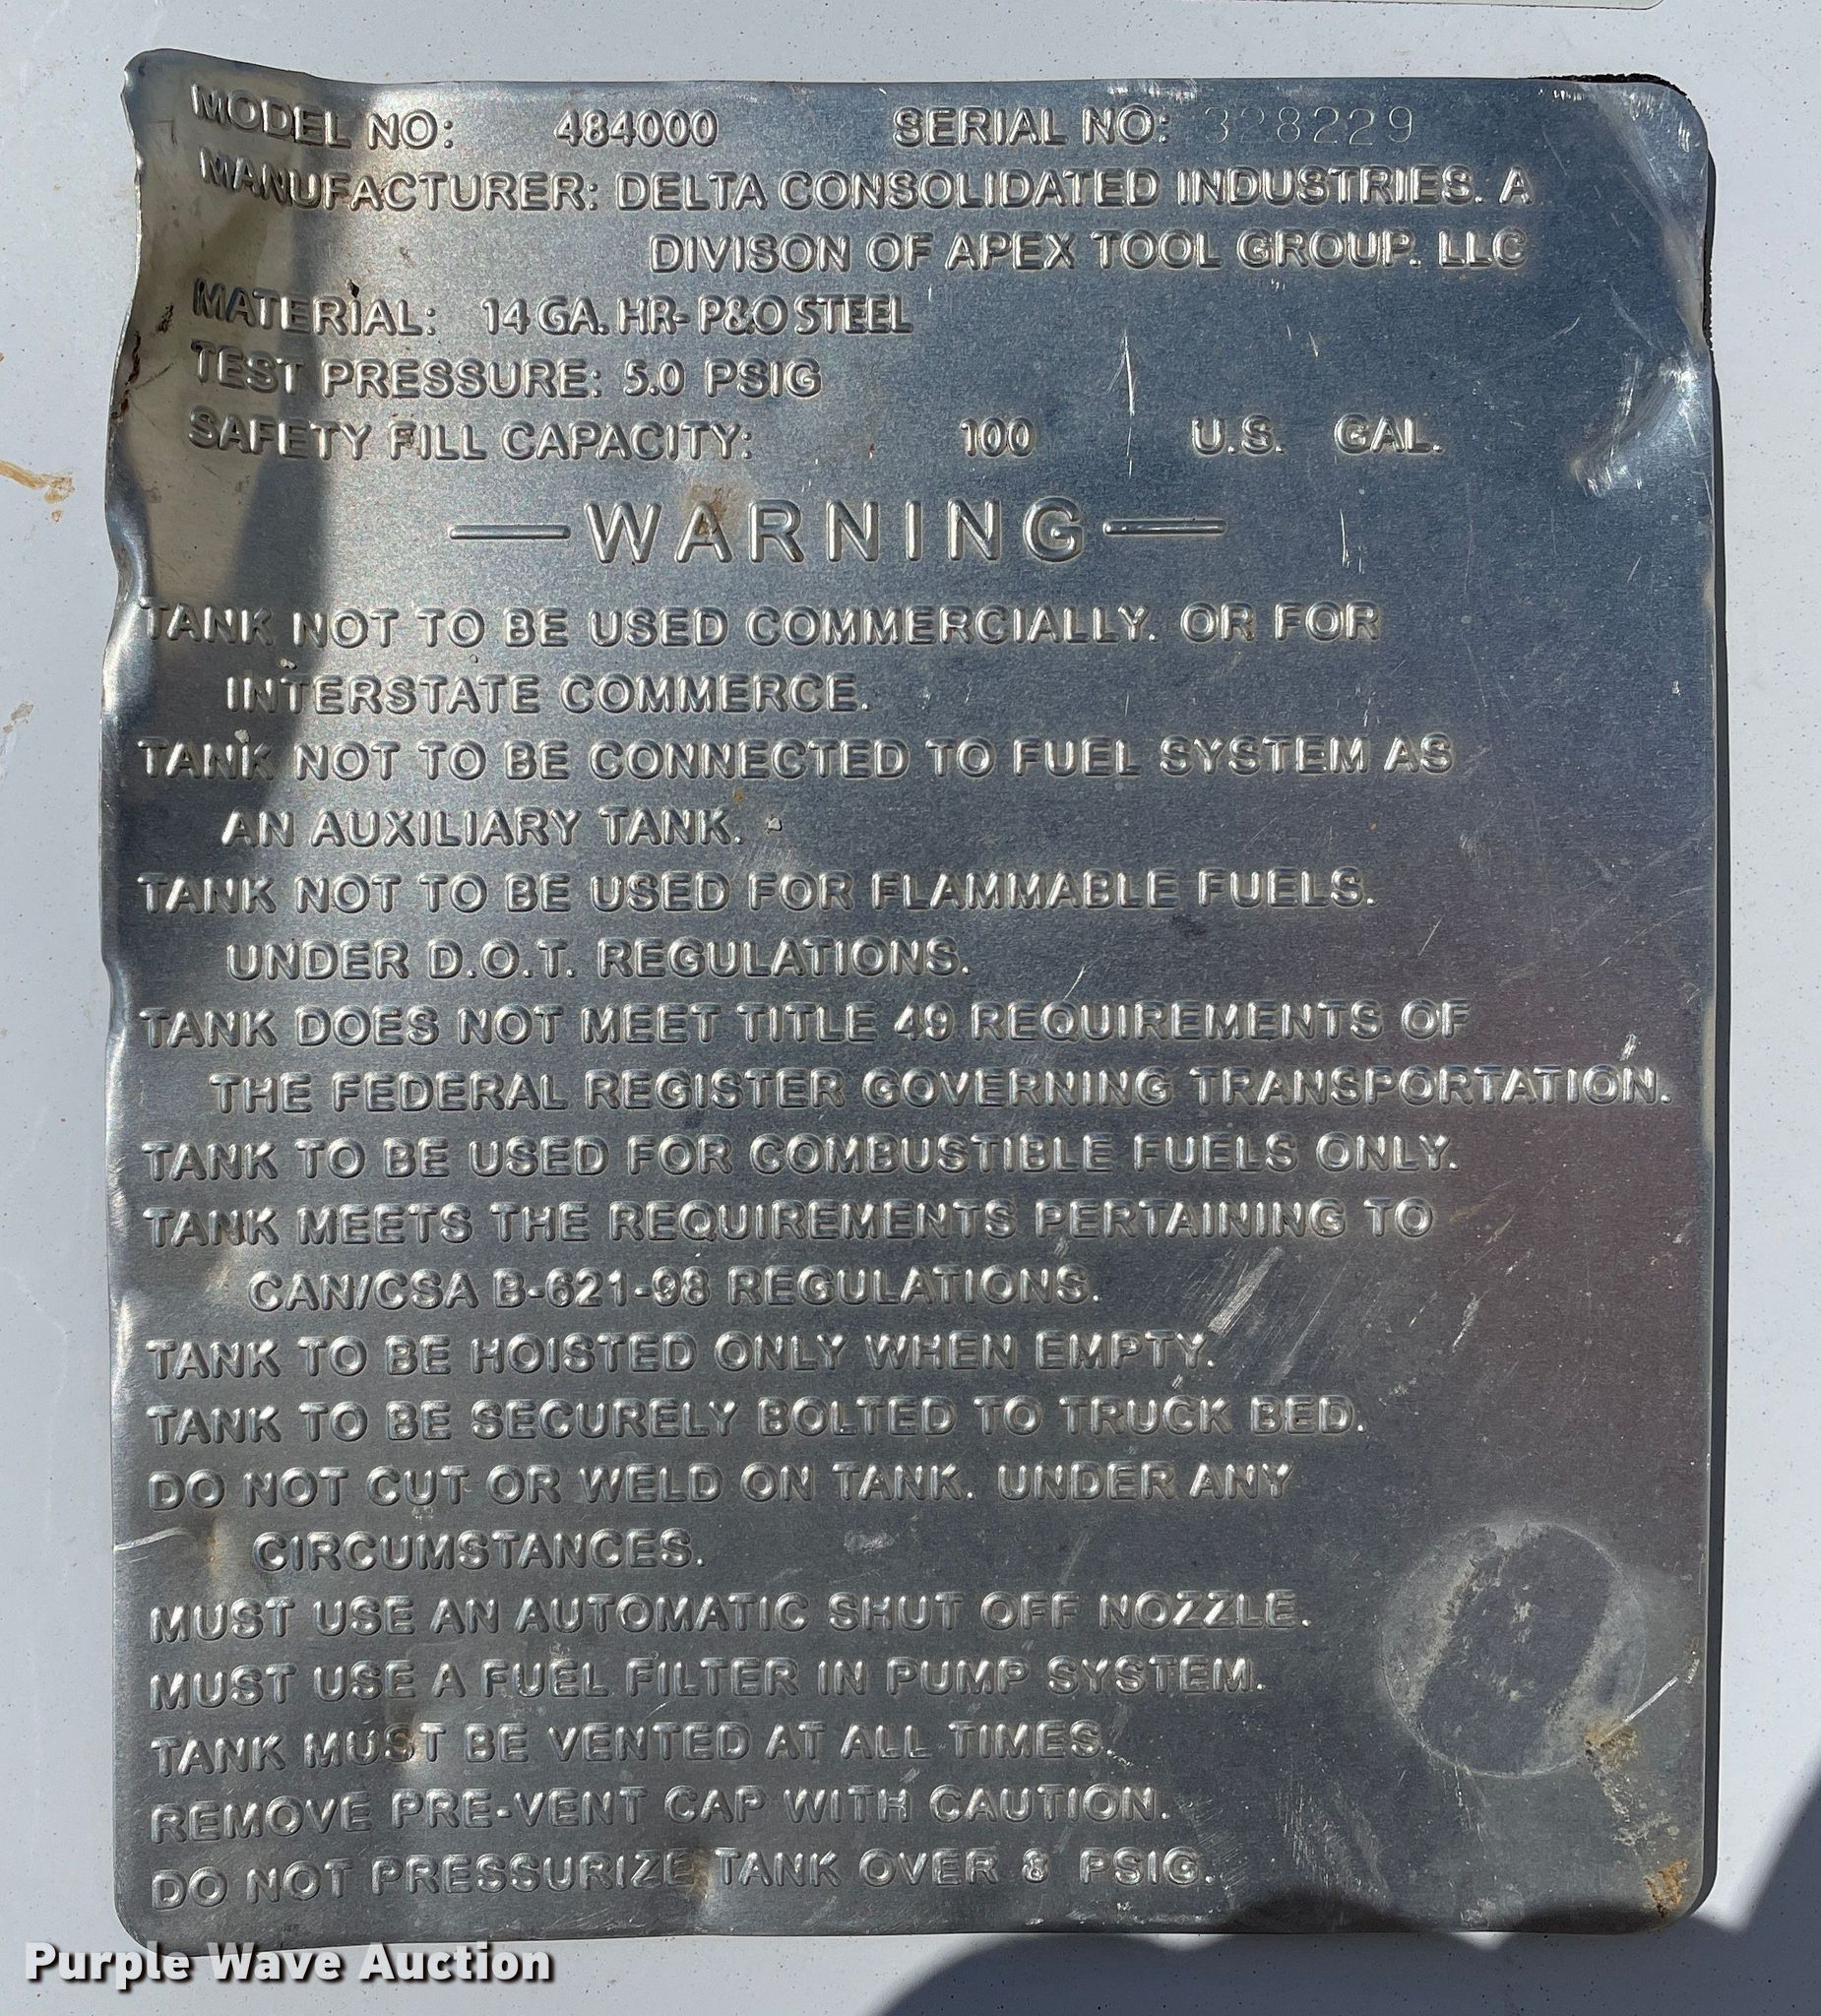 MODEL NO: 484000 SERIAL NO: 328229
MANUFACTURER: DELTA CONSOLIDATED INDUSTRIES. A
DIVISON OF APEX TOOL GROUP. LLC
MATERIAL: 14 GA. HR- P&O STEEL
TEST PRESSURE: 5.0 PSIG
SAFETY FILL CAPACITY: 100 U.S. GAL.
— WARNING —
TANK NOT TO BE USED COMMERCIALLY. OR FOR
INTERSTATE COMMERCE.
TANK NOT TO BE CONNECTED TO FUEL SYSTEM AS
AN AUXILIARY TANK.
TANK NOT TO BE USED FOR FLAMMABLE FUELS.
UNDER D.O.T. REGULATIONS.
TANK DOES NOT MEET TITLE 49 REQUIREMENTS OF
THE FEDERAL REGISTER GOVERNING TRANSPORTATION.
TANK TO BE USED FOR COMBUSTIBLE FUELS ONLY.
TANK MEETS THE REQUIREMENTS PERTAINING TO
CAN/CSA B-621-98 REGULATIONS.
TANK TO BE HOISTED ONLY WHEN EMPTY.
TANK TO BE SECURELY BOLTED TO TRUCK BED.
DO NOT CUT OR WELD ON TANK. UNDER ANY
CIRCUMSTANCES.
MUST USE AN AUTOMATIC SHUT OFF NOZZLE.
MUST USE A FUEL FILTER IN PUMP SYSTEM.
TANK MUST BE VENTED AT ALL TIMES.
REMOVE PRE-VENT CAP WITH CAUTION.
DO NOT PRESSURIZE TANK OVER 8 PSIG.
Purple Wave Auction